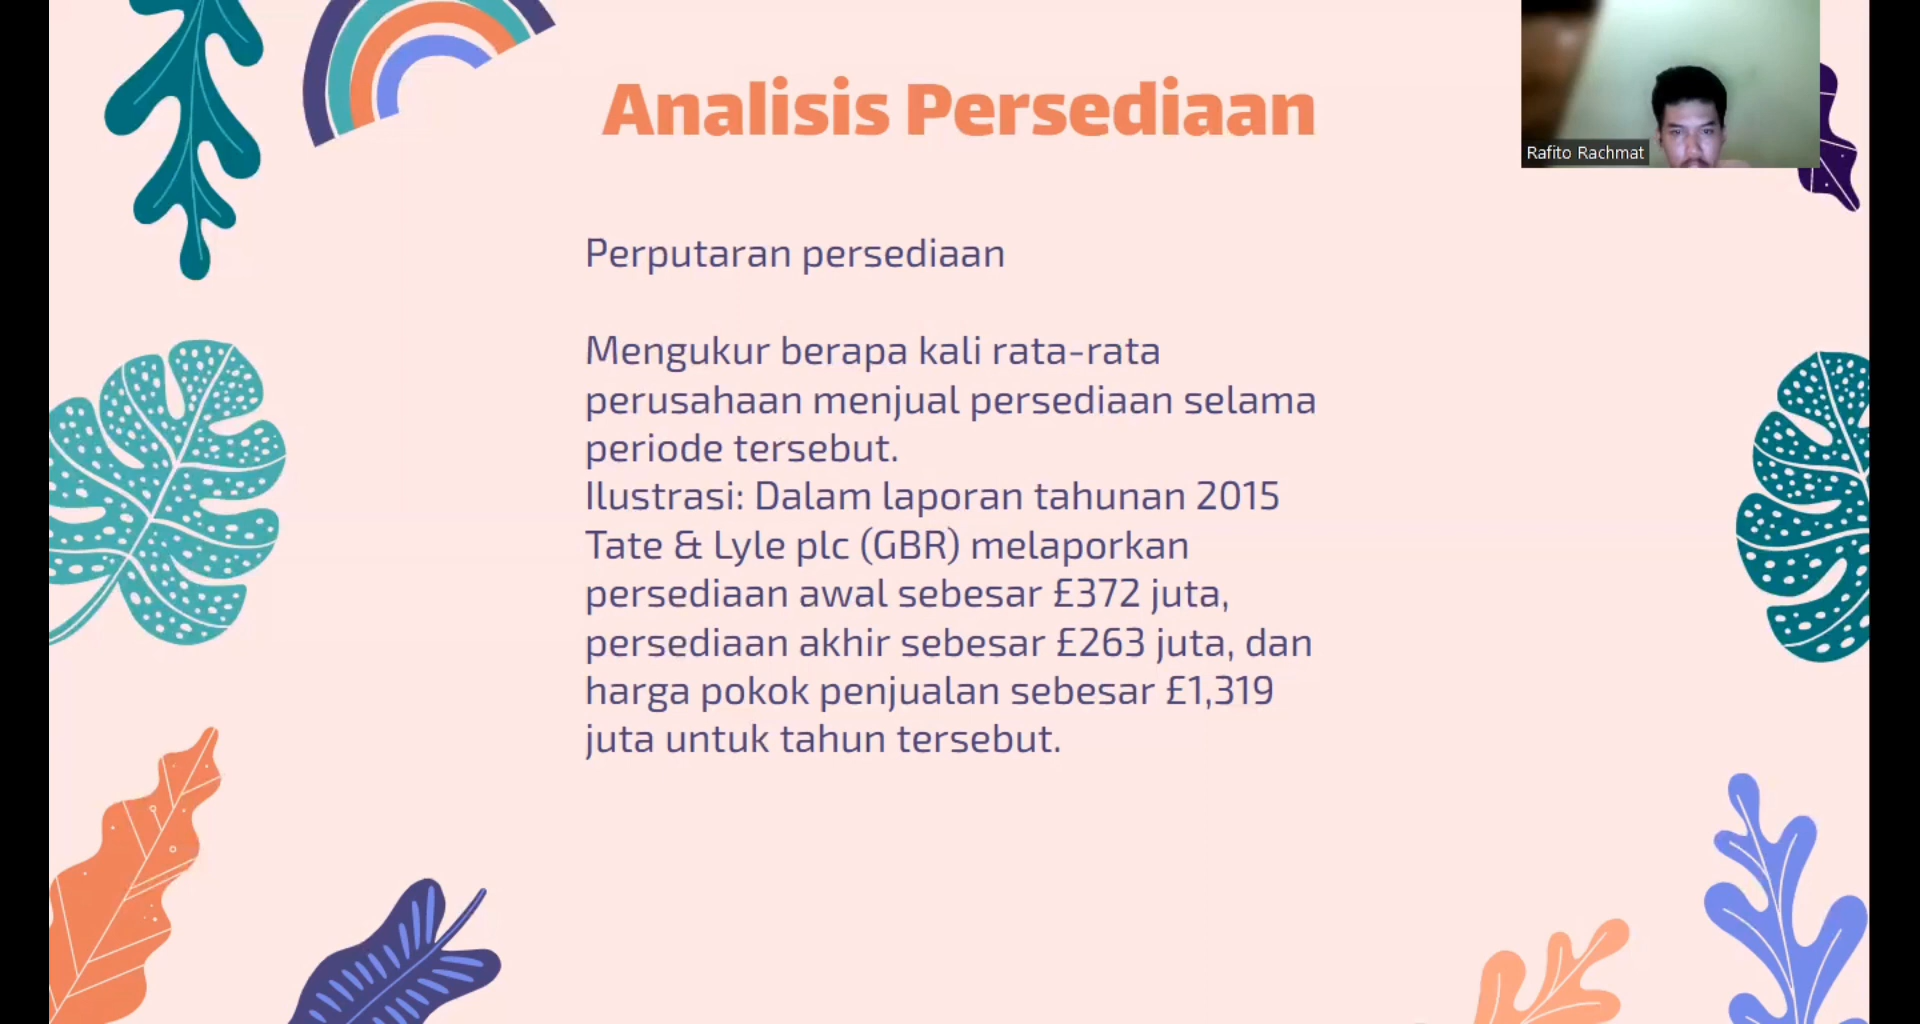 Analisis Persediaan
Rafito Rachmat
Perputaran persediaan
Mengukur berapa kali rata-rata
perusahaan menjual persediaan selama
periode tersebut.
Ilustrasi: Dalam laporan tahunan 2015
Tate & Lyle plc (GBR) melaporkan
persediaan awal sebesar £372 juta,
persediaan akhir sebesar £263 juta, dan
harga pokok penjualan sebesar £1,319
juta untuk tahun tersebut.